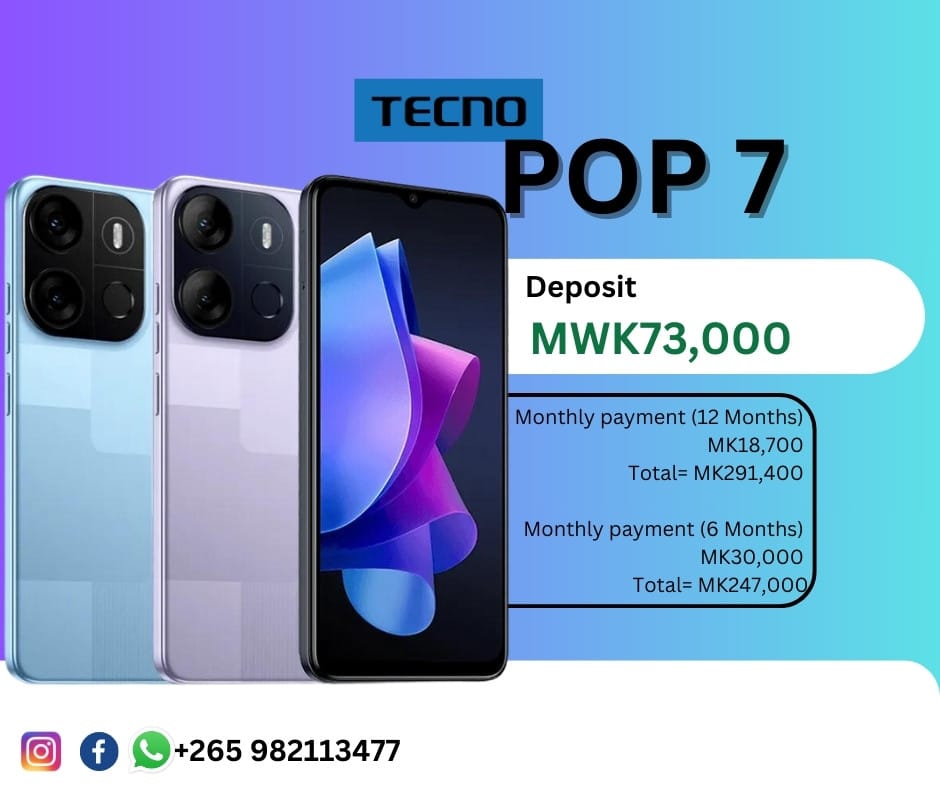 TECNO
POP 7
Deposit
MWK73,000
Monthly payment (12 Months)
MK18,700
Total= MK291,400
Monthly payment (6 Months)
MK30,000
Total= MK247,000
+265 982113477